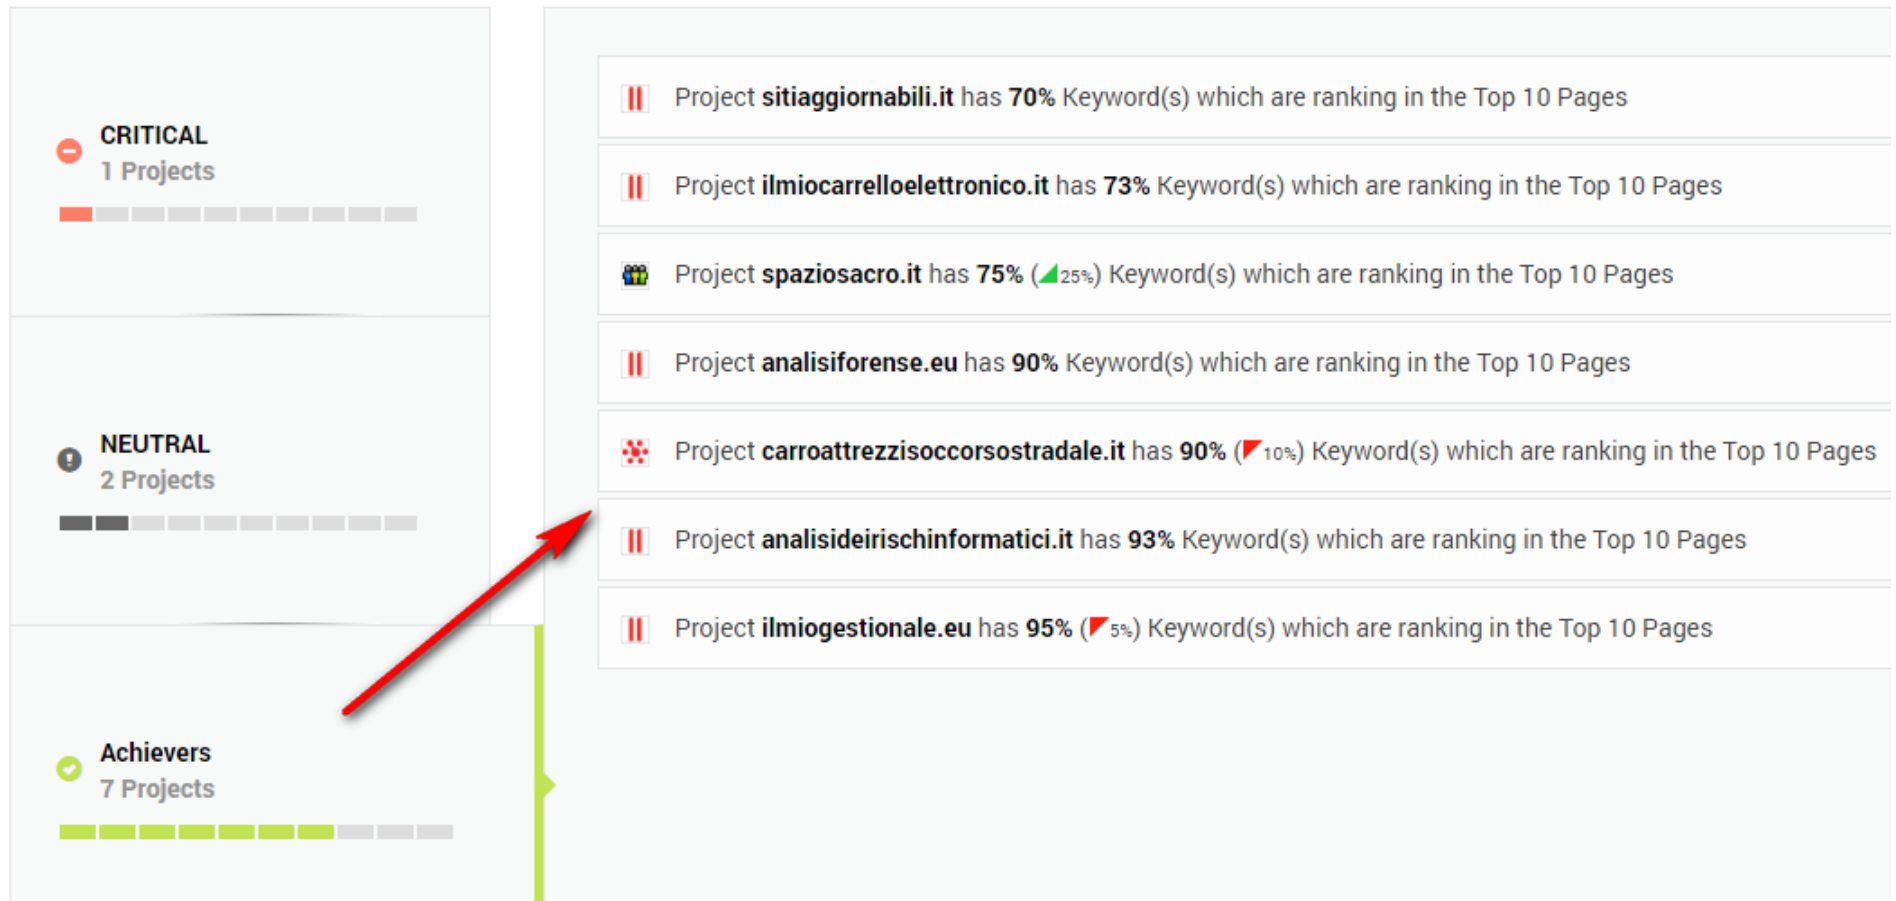 CRITICAL
1 Projects
NEUTRAL
2 Projects
Achievers
7 Projects
Project sitiaggiornabili.it has 70% Keyword(s) which are ranking in the Top 10 Pages
Project ilmiocarrelloelettronico.it has 73% Keyword(s) which are ranking in the Top 10 Pages
Project spaziosacro.it has 75% (25%) Keyword(s) which are ranking in the Top 10 Pages
Project analisiforense.eu has 90% Keyword(s) which are ranking in the Top 10 Pages
Project carroattrezzisoccorsostradale.it has 90% (10%) Keyword(s) which are ranking in the Top 10 Pages
Project analisideirischinformatici.it has 93% Keyword(s) which are ranking in the Top 10 Pages
Project ilmiogestionale.eu has 95% (5%) Keyword(s) which are ranking in the Top 10 Pages